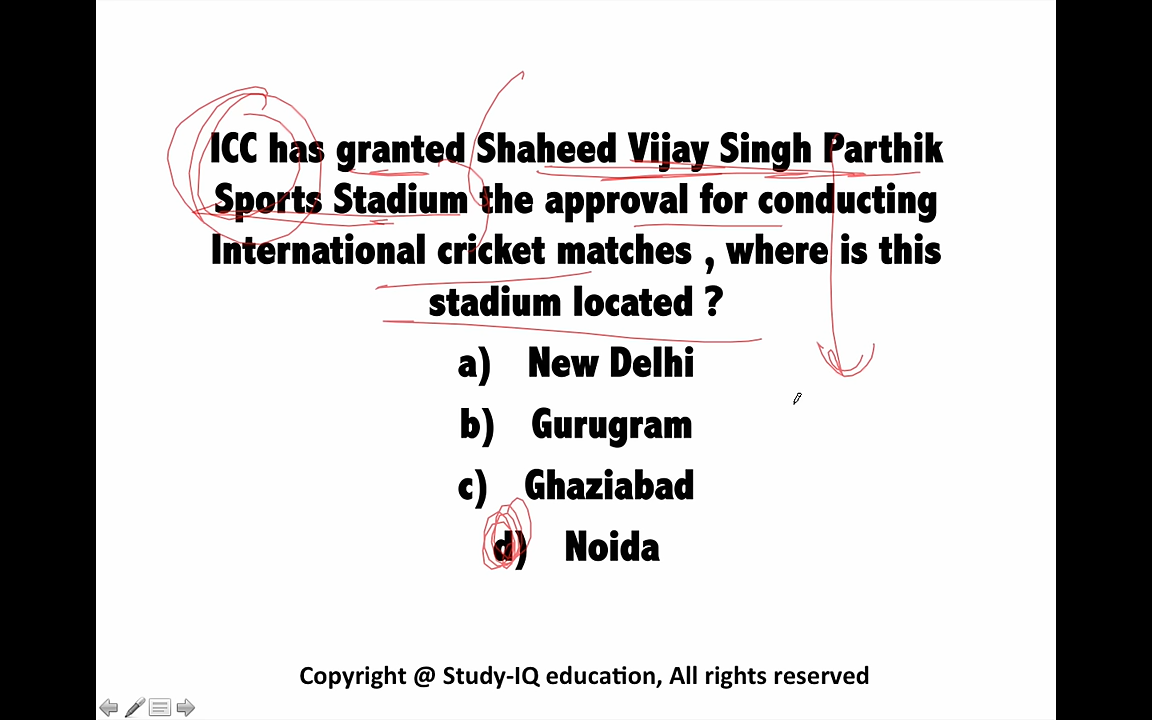 ICC has granted Shaheed Vijay Singh Parthik
Sports Stadium the approval for conducting
International cricket matches , where is this
stadium located ?
a) New Delhi
b) Gurugram
c) Ghaziabad
d) Noida
Copyright @ Study-IQ education, All rights reserved